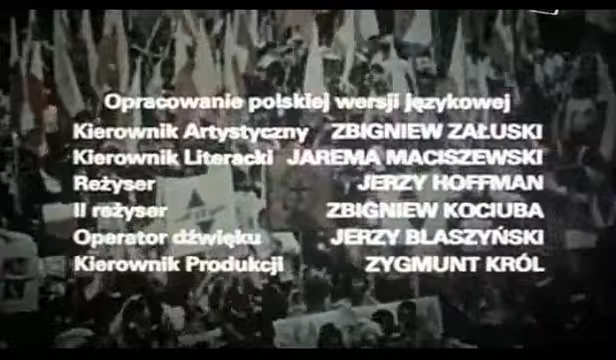 Opracowanie polskiej wersji językowej
Kierownik Artystyczny ZBIGNIEW ZAŁUSKI
Kierownik Literacki JAREMA MACISZEWSKI
Reżyser JERZY HOFFMAN
II reżyser ZBIGNIEW KOCIUBA
Operator dźwięku JERZY BLASZYŃSKI
Kierownik Produkcji ZYGMUNT KRÓL